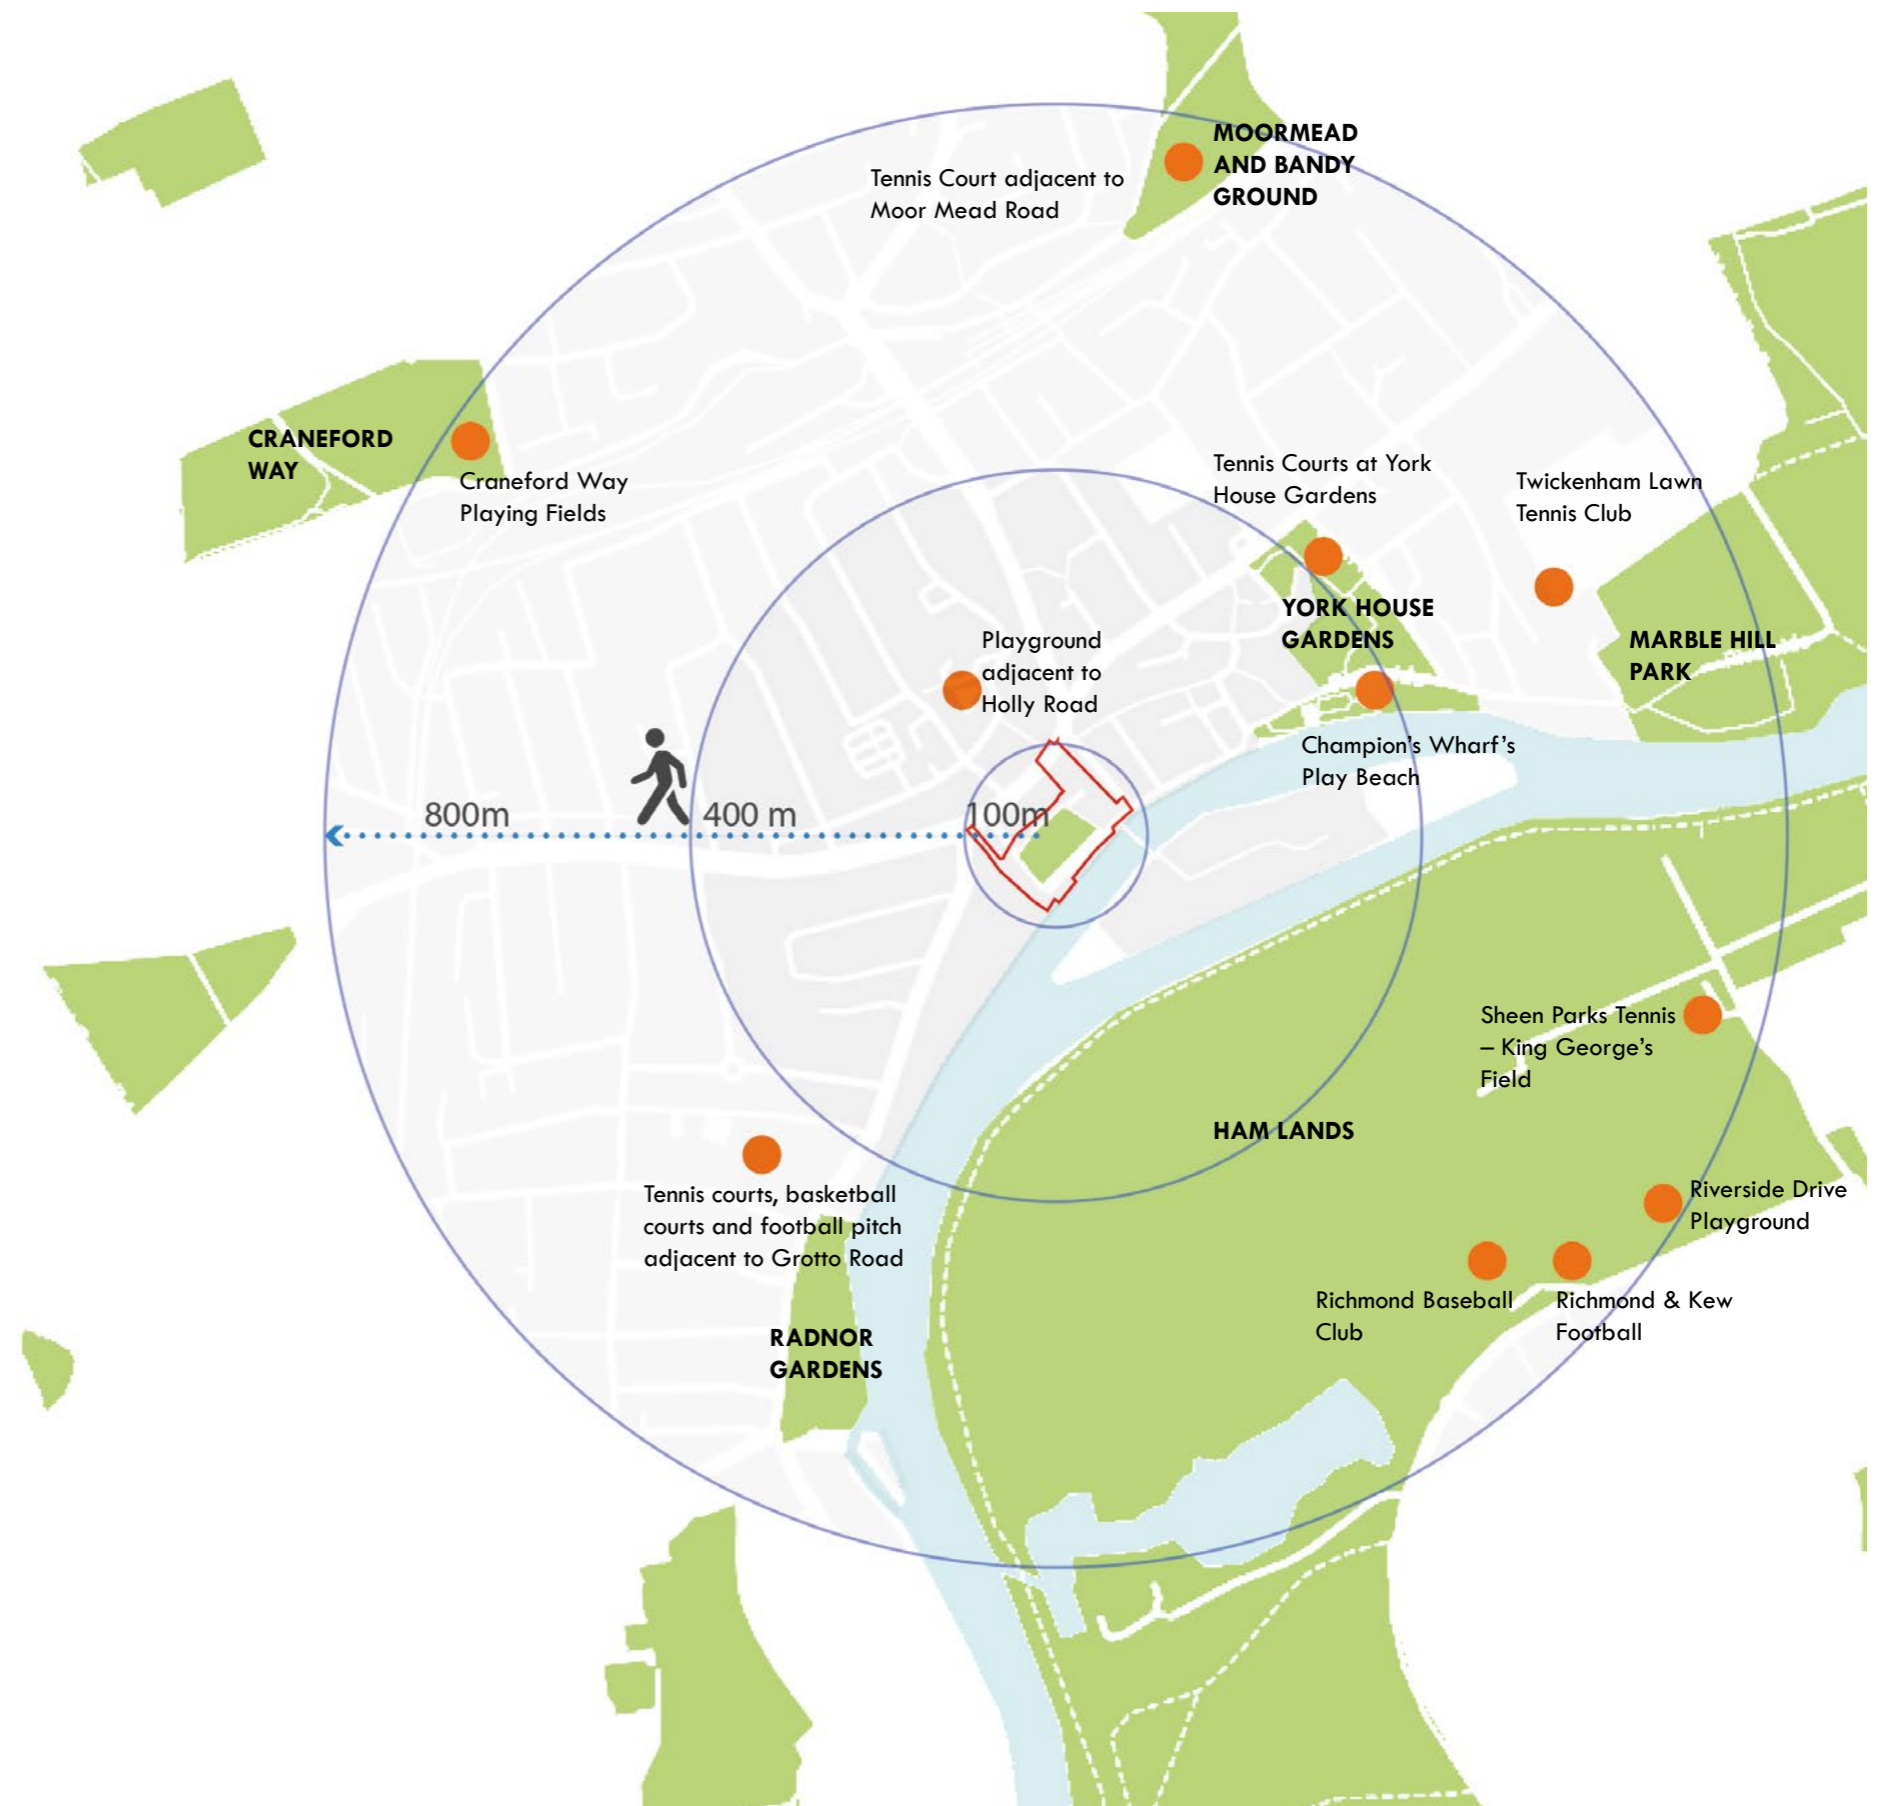 MOORMEAD
AND BANDY
GROUND
Tennis Court adjacent to
Moor Mead Road
CRANEFORD
WAY
Craneford Way
Playing Fields
Tennis Courts at York
House Gardens
Twickenham Lawn
Tennis Club
YORK HOUSE
GARDENS
MARBLE HILL
PARK
Playground
adjacent to
Holly Road
Champion's Wharf's
Play Beach
800m
400 m
100m
Sheen Parks Tennis
– King George's
Field
HAM LANDS
Tennis courts, basketball
courts and football pitch
adjacent to Grotto Road
Riverside Drive
Playground
Richmond Baseball
Club
Richmond & Kew
Football
RADNOR
GARDENS